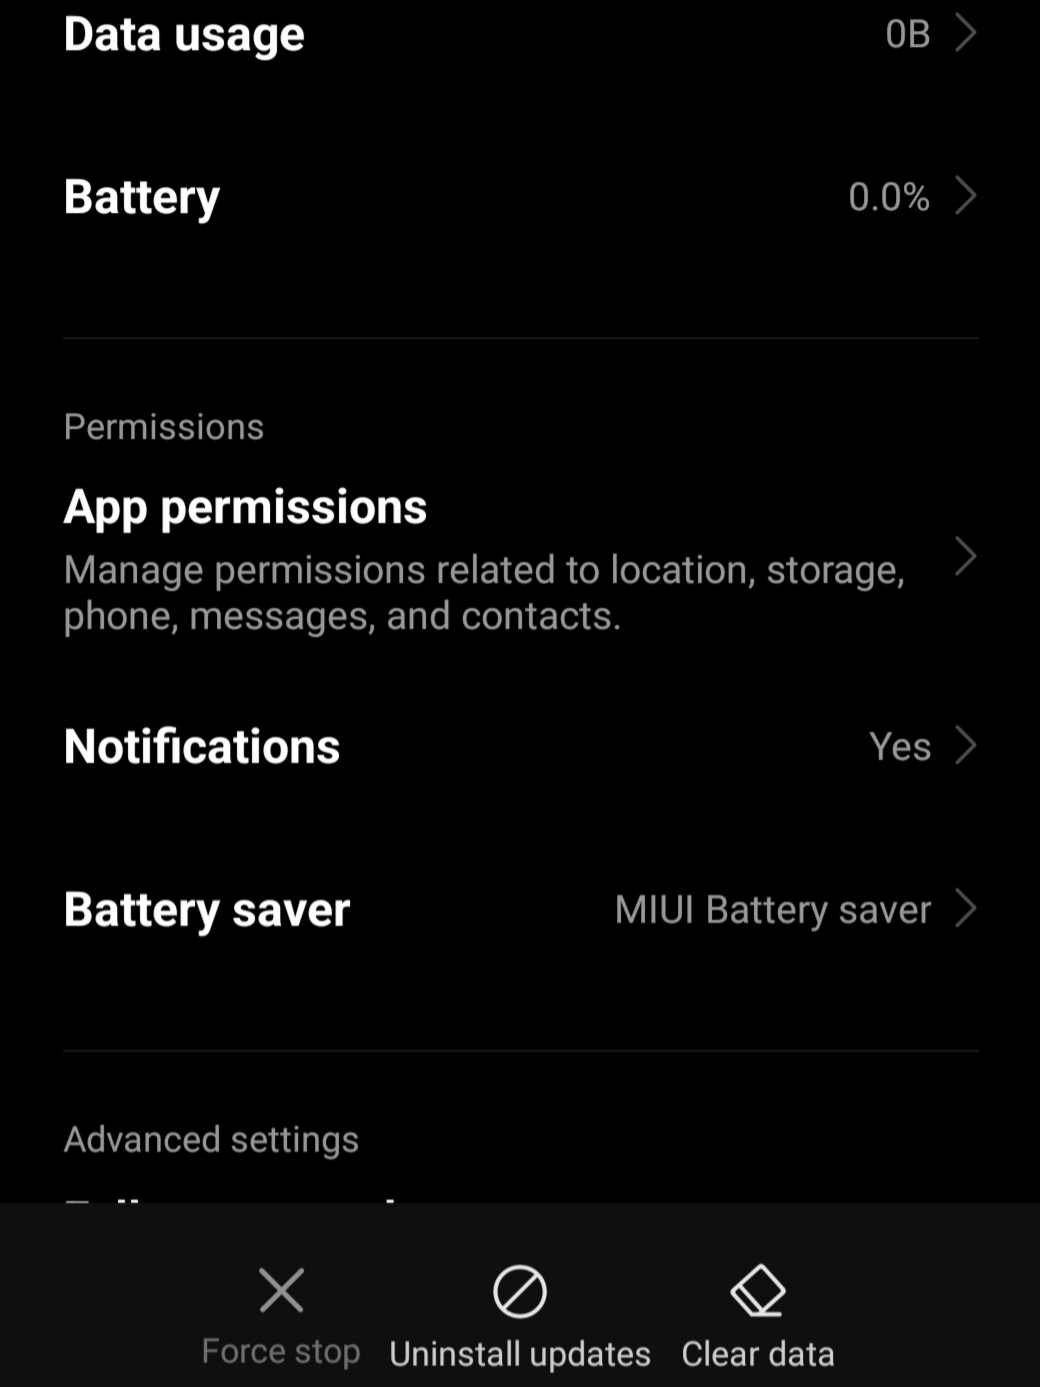 Data usage 0B
Battery 0.0%
Permissions
App permissions
Manage permissions related to location, storage,
phone, messages, and contacts.
Notifications Yes
Battery saver MIUI Battery saver
Advanced settings
Force stop Uninstall updates Clear data